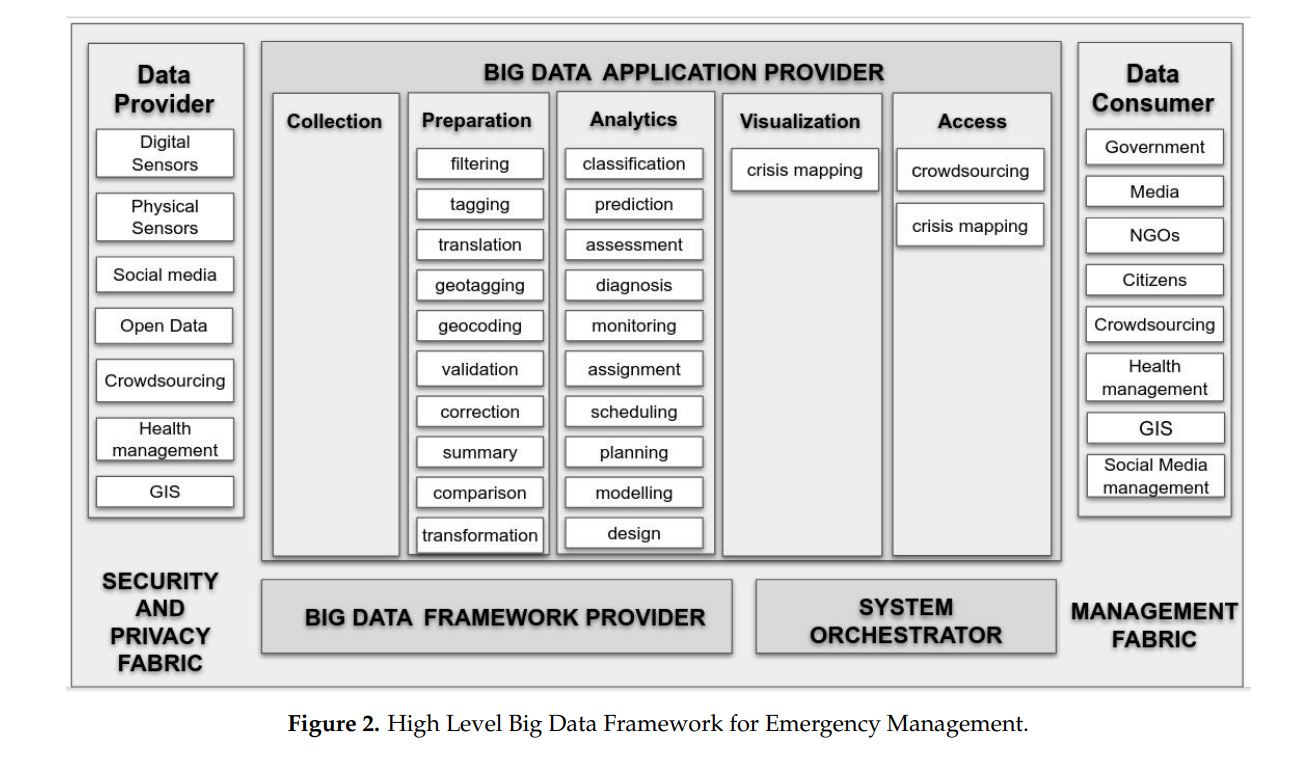 Data
Provider
Digital
Sensors
Physical
Sensors
Social media
Open Data
Crowdsourcing
Health
management
GIS
BIG DATA APPLICATION PROVIDER
Collection
Preparation
filtering
tagging
translation
geotagging
geocoding
validation
correction
summary
comparison
transformation
Analytics
classification
prediction
assessment
diagnosis
monitoring
assignment
scheduling
planning
modelling
design
Visualization
crisis mapping
Access
crowdsourcing
crisis mapping
Data
Consumer
Government
Media
NGOs
Citizens
Crowdsourcing
Health
management
GIS
Social Media
management
SECURITY
AND
PRIVACY
FABRIC
BIG DATA FRAMEWORK PROVIDER
SYSTEM
ORCHESTRATOR
MANAGEMENT
FABRIC
Figure 2. High Level Big Data Framework for Emergency Management.